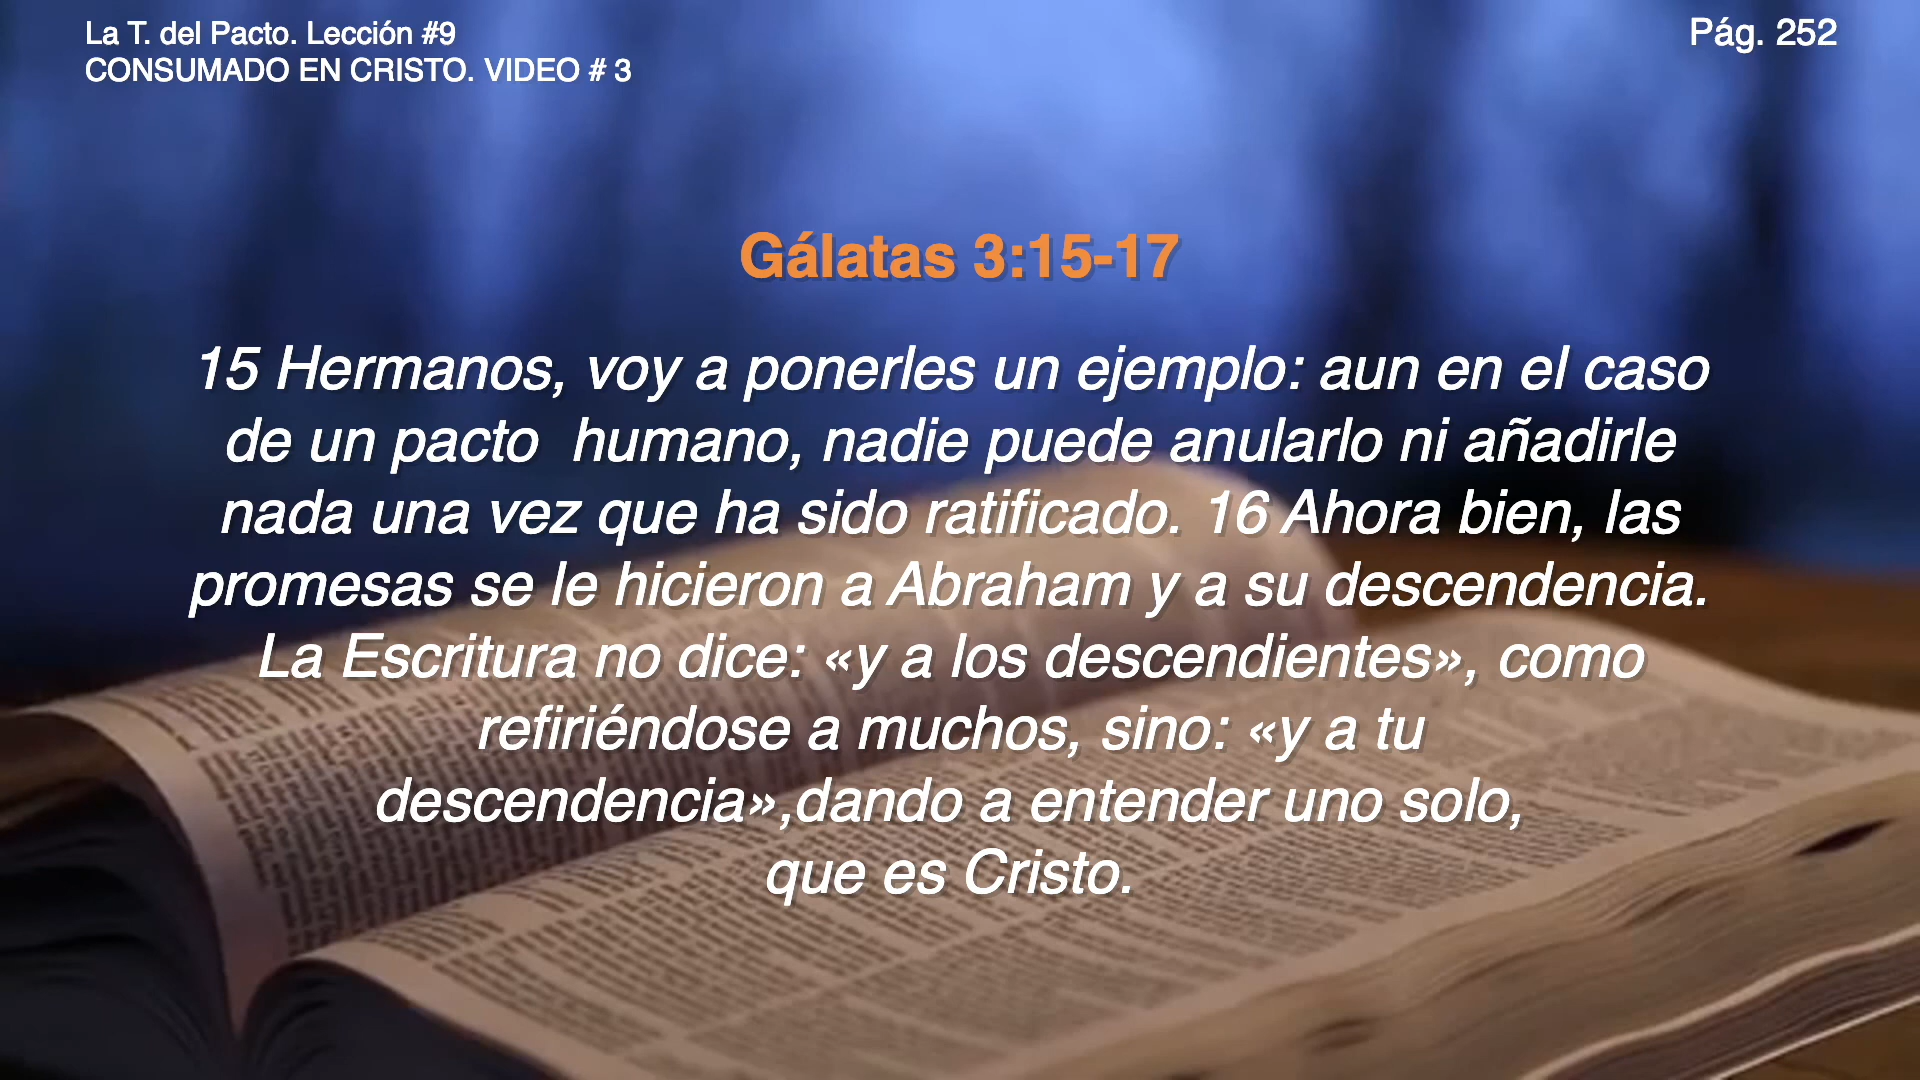 La T. del Pacto. Lección #9
CONSUMADO EN CRISTO. VIDEO # 3
Pág. 252
Gálatas 3:15-17
15 Hermanos, voy a ponerles un ejemplo: aun en el caso
de un pacto  humano, nadie puede anularlo ni añadirle
nada una vez que ha sido ratificado. 16 Ahora bien, las
promesas se le hicieron a Abraham y a su descendencia.
La Escritura no dice: «y a los descendientes», como
refiriéndose a muchos, sino: «y a tu
descendencia»,dando a entender uno solo,
que es Cristo.